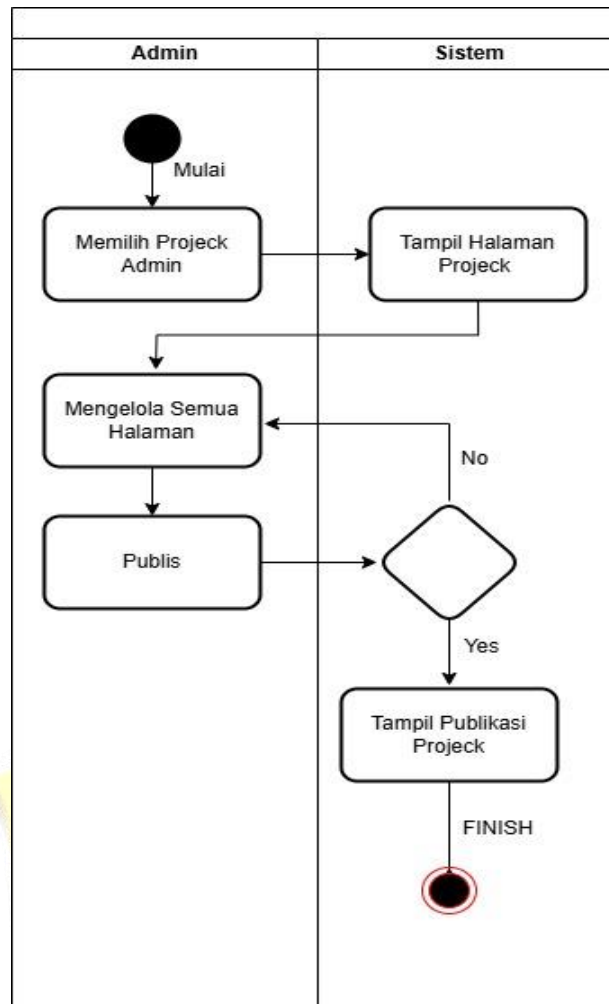 Admin
Sistem
Mulai
Memilih Projeck
Admin
Tampil Halaman
Projeck
Mengelola Semua
Halaman
No
Publis
Yes
Tampil Publikasi
Projeck
FINISH